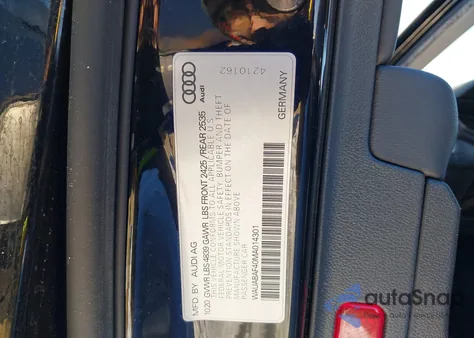 MFD. BY AUDI AG
10/20 GVWR LBS 4839 GAWR LBS FRONT 2425 / REAR 2535
THIS VEHICLE CONFORMS TO ALL APPLICABLE U.S.
FEDERAL MOTOR VEHICLE SAFETY BUMPER AND THEFT
PREVENTION STANDARDS IN EFFECT ON THE DATE OF
MANUFACTURE SHOWN ABOVE
PASSENGER CAR
WAUABAF40MA014301
GERMANY
Audi
4210162
autoSnap